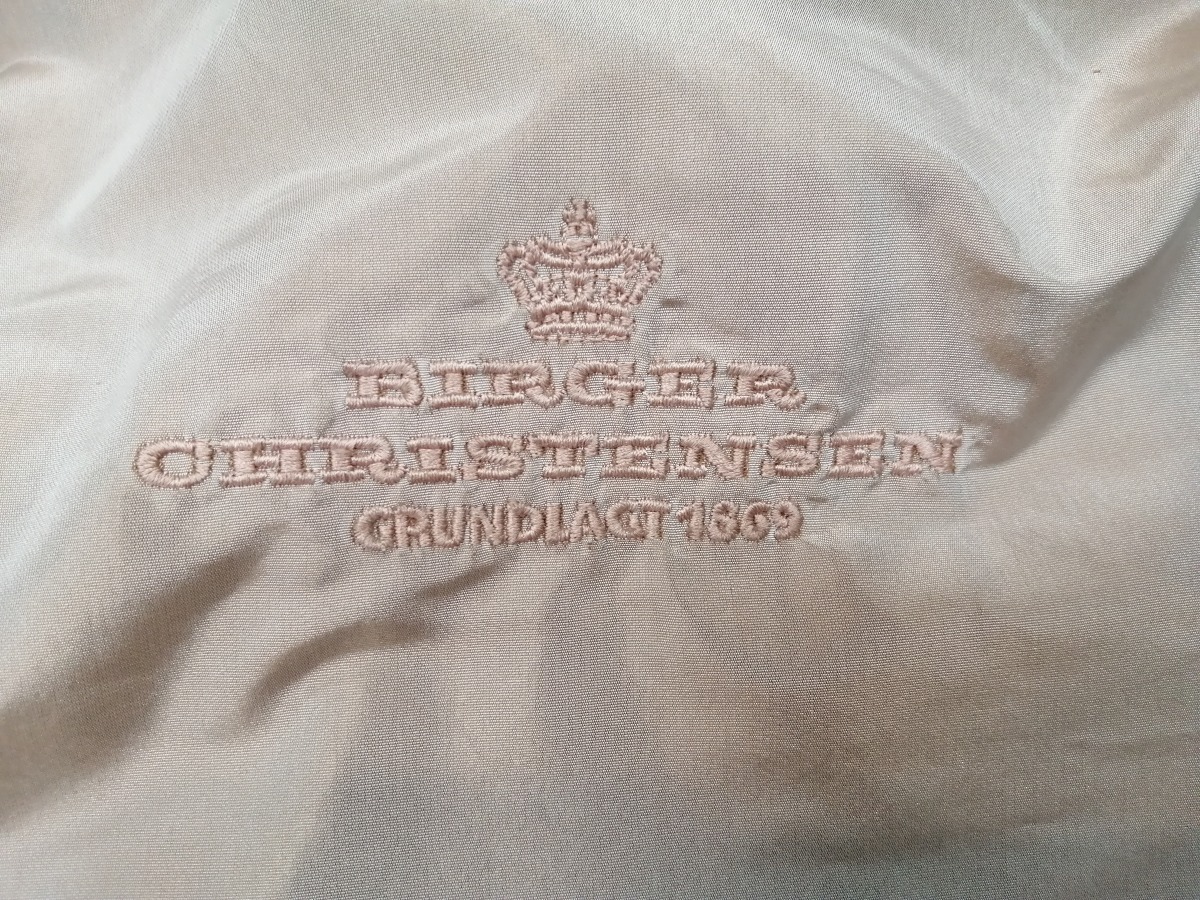 BIRGER
CHRISTENSEN
GRUNDLAGT 1869